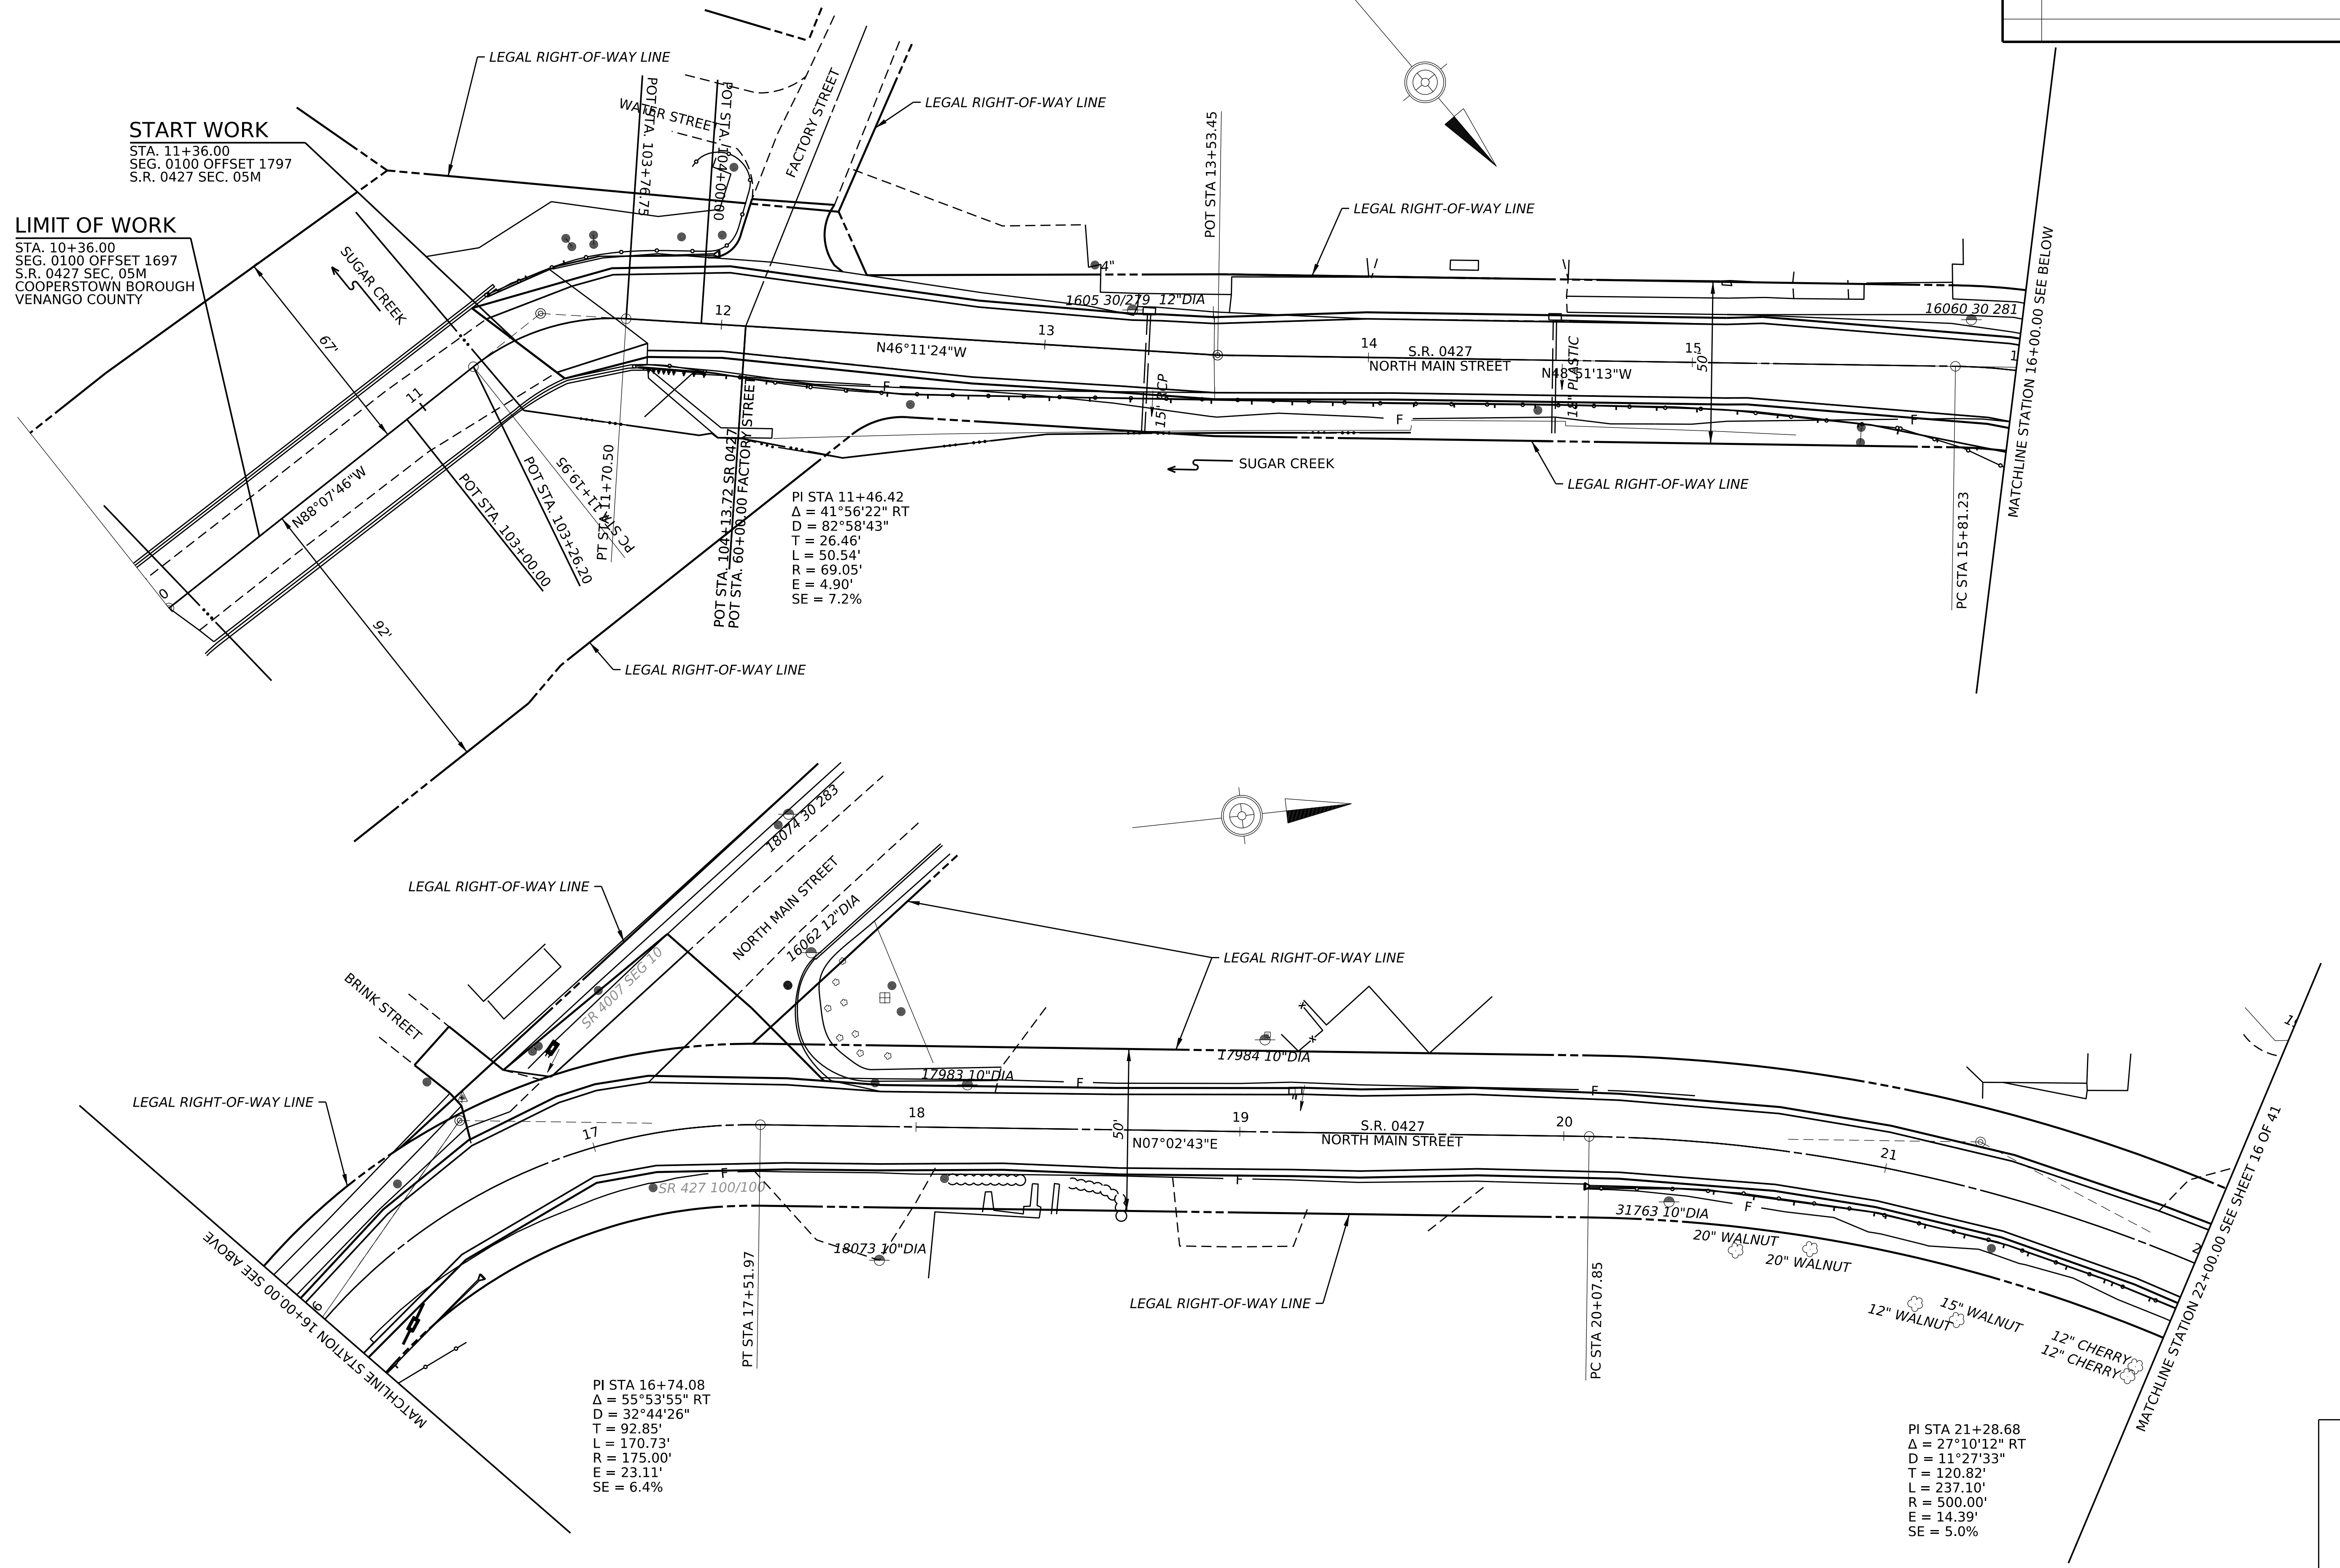 LEGAL RIGHT-OF-WAY LINE
START WORK
STA. 11+36.00
SEG. 0100 OFFSET 1797
S.R. 0427 SEC. 05M
LIMIT OF WORK
STA. 10+36.00
SEG. 0100 OFFSET 1697
S.R. 0427 SEC, 05M
COOPERSTOWN BOROUGH
VENANGO COUNTY
SUGAR CREEK
67'
WATER STREET
POT STA. 103+76.75
POT STA. 104+00.00
FACTORY STREET
LEGAL RIGHT-OF-WAY LINE
POT STA 13+53.45
LEGAL RIGHT-OF-WAY LINE
4"
1605 30/279 12"DIA
16060 30 281
MATCHLINE STATION 16+00.00 SEE BELOW
0
11
12
13
14
15
1
N88°07'46"W
N46°11'24"W
S.R. 0427
NORTH MAIN STREET
N48°51'13"W
50'
15" RCP
18" PLASTIC
F
F
F
92'
POT STA. 103+00.00
POT STA. 103+26.20
PC STA 11+19.95
PT STA 11+70.50
POT STA. 104+13.72 SR 0427
POT STA. 60+00.00 FACTORY STREET
PI STA 11+46.42
Δ = 41°56'22" RT
D = 82°58'43"
T = 26.46'
L = 50.54'
R = 69.05'
E = 4.90'
SE = 7.2%
SUGAR CREEK
LEGAL RIGHT-OF-WAY LINE
PC STA 15+81.23
LEGAL RIGHT-OF-WAY LINE
18074 30 283
LEGAL RIGHT-OF-WAY LINE
NORTH MAIN STREET
16062 12"DIA
SR 4007 SEG 10
BRINK STREET
LEGAL RIGHT-OF-WAY LINE
LEGAL RIGHT-OF-WAY LINE
17983 10"DIA
17984 10"DIA
F
F
17
18
19
20
21
50'
N07°02'43"E
S.R. 0427
NORTH MAIN STREET
F
F
F
SR 427 100/100
18073 10"DIA
31763 10"DIA
20" WALNUT
20" WALNUT
12" WALNUT
15" WALNUT
12" CHERRY
12" CHERRY
MATCHLINE STATION 16+00.00 SEE ABOVE
PT STA 17+51.97
PC STA 20+07.85
LEGAL RIGHT-OF-WAY LINE
MATCHLINE STATION 22+00.00 SEE SHEET 16 OF 41
PI STA 16+74.08
Δ = 55°53'55" RT
D = 32°44'26"
T = 92.85'
L = 170.73'
R = 175.00'
E = 23.11'
SE = 6.4%
PI STA 21+28.68
Δ = 27°10'12" RT
D = 11°27'33"
T = 120.82'
L = 237.10'
R = 500.00'
E = 14.39'
SE = 5.0%